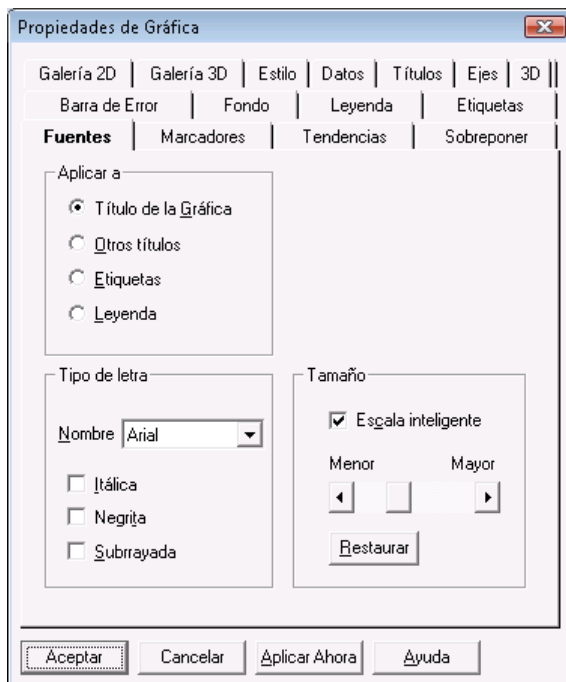 Propiedades de Gráfica
Galería 2D Galería 3D Estilo Datos Títulos Ejes 3D
Barra de Error Fondo Leyenda Etiquetas
Fuentes Marcadores Tendencias Sobreponer
Aplicar a
Título de la Gráfica
Otros títulos
Etiquetas
Leyenda
Tipo de letra
Nombre Arial
Itálica
Negrita
Subrrayada
Tamaño
Escala inteligente
Menor Mayor
Restaurar
Aceptar Cancelar Aplicar Ahora Ayuda